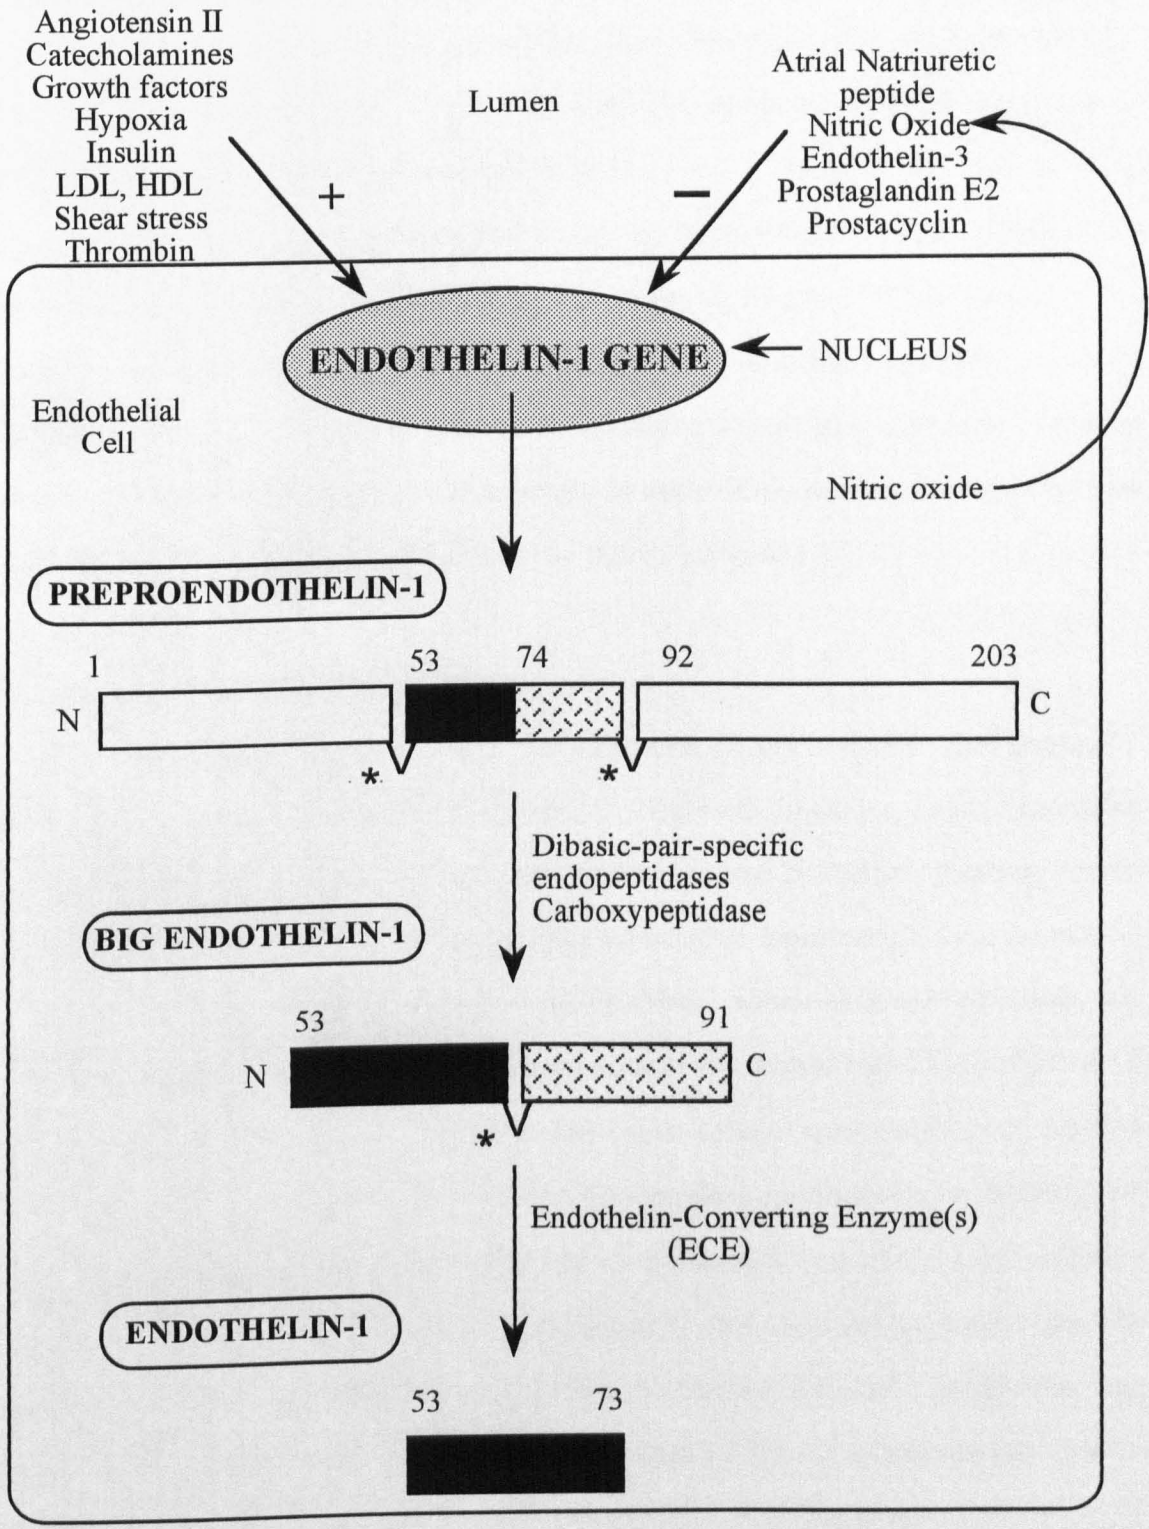 Angiotensin II
Catecholamines
Growth factors
Hypoxia
Insulin
LDL, HDL
Shear stress
Thrombin
+
Lumen
Atrial Natriuretic
peptide
Nitric Oxide
Endothelin-3
Prostaglandin E2
Prostacyclin
−
ENDOTHELIN-1 GENE
NUCLEUS
Endothelial
Cell
Nitric oxide
PREPROENDOTHELIN-1
1 53 74 92 203
N C
* *
Dibasic-pair-specific
endopeptidases
Carboxypeptidase
BIG ENDOTHELIN-1
53 91
N C
*
Endothelin-Converting Enzyme(s)
(ECE)
ENDOTHELIN-1
53 73